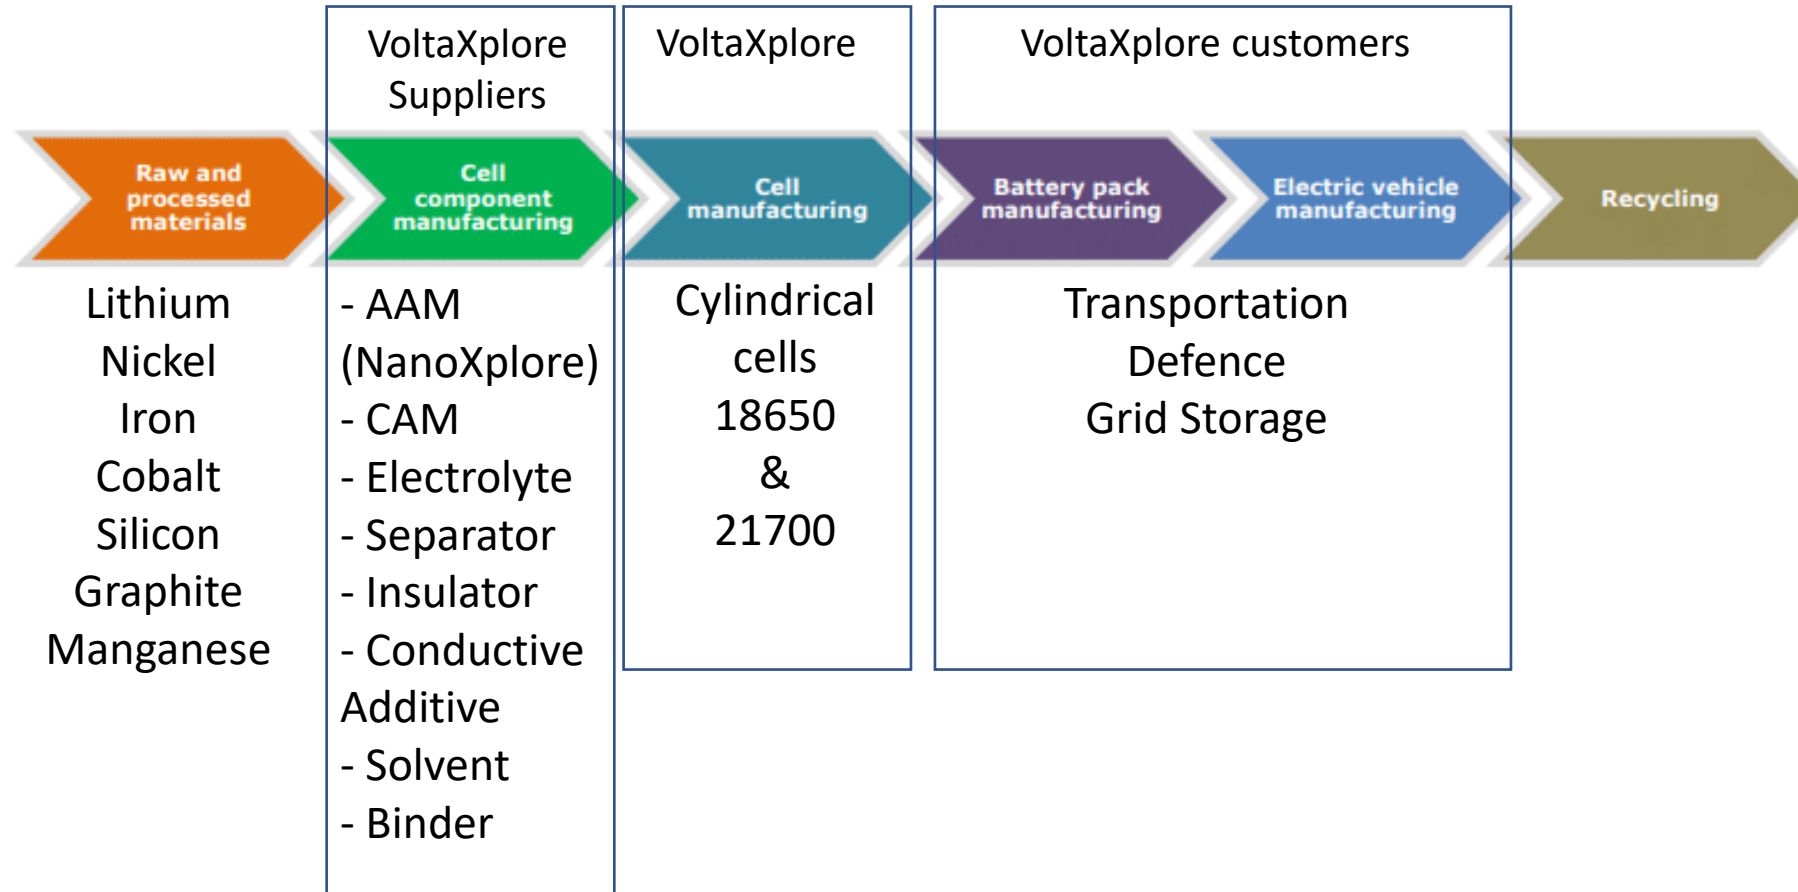 VoltaXplore
Suppliers
VoltaXplore
VoltaXplore customers
Raw and
processed
materials
Cell
component
manufacturing
Cell
manufacturing
Battery pack
manufacturing
Electric vehicle
manufacturing
Recycling
Lithium
Nickel
Iron
Cobalt
Silicon
Graphite
Manganese
- AAM
(NanoXplore)
- CAM
- Electrolyte
- Separator
- Insulator
- Conductive
Additive
- Solvent
- Binder
Cylindrical
cells
18650
&
21700
Transportation
Defence
Grid Storage